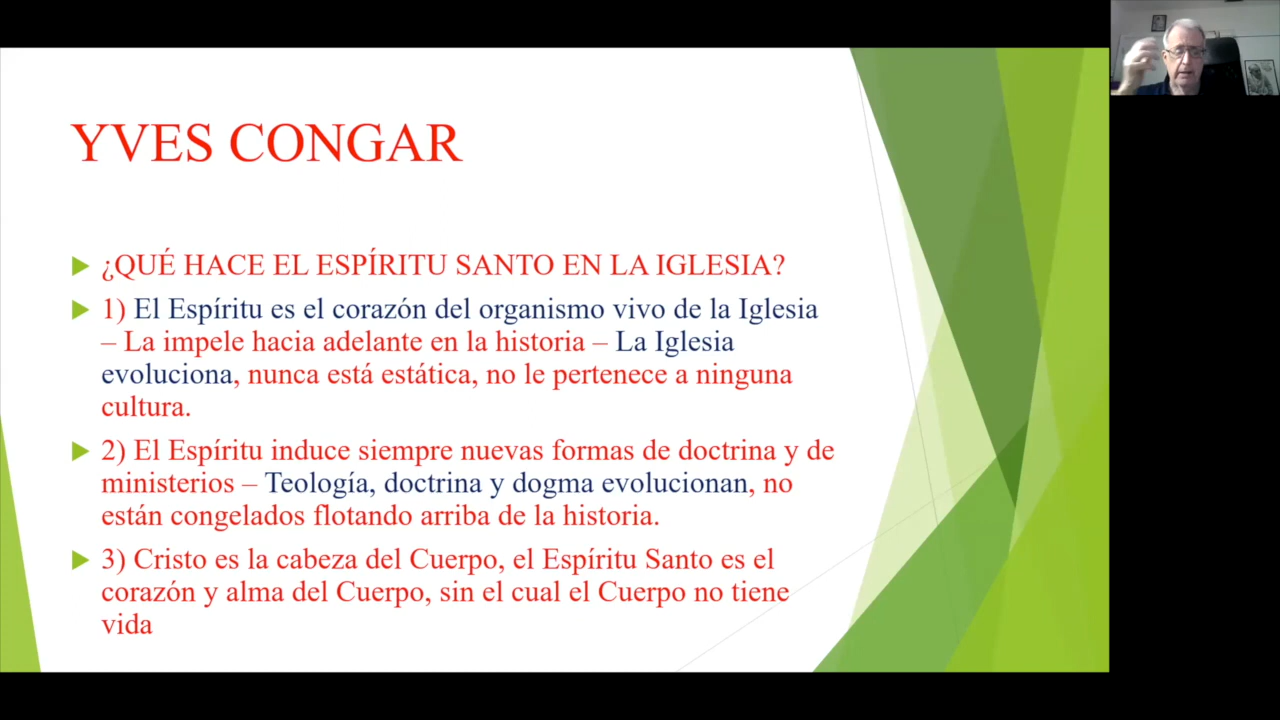 YVES CONGAR
¿QUÉ HACE EL ESPÍRITU SANTO EN LA IGLESIA?
1) El Espíritu es el corazón del organismo vivo de la Iglesia
– La impele hacia adelante en la historia – La Iglesia
evoluciona, nunca está estática, no le pertenece a ninguna
cultura.
2) El Espíritu induce siempre nuevas formas de doctrina y de
ministerios – Teología, doctrina y dogma evolucionan, no
están congelados flotando arriba de la historia.
3) Cristo es la cabeza del Cuerpo, el Espíritu Santo es el
corazón y alma del Cuerpo, sin el cual el Cuerpo no tiene
vida